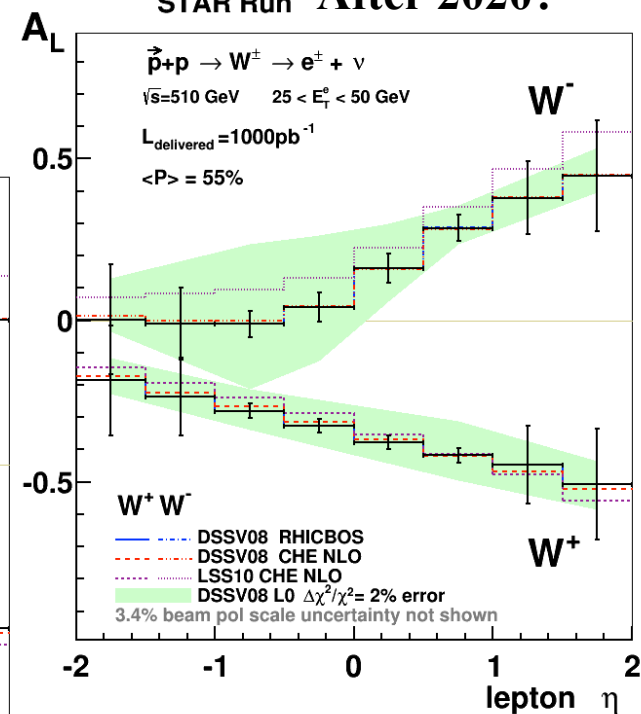 STAR Run After 2020?
A_L
p+p → W± → e± + ν
√s=510 GeV 25 < E_T^e < 50 GeV
L_delivered =1000pb⁻¹
<P> = 55%
W⁻
0.5
0
-0.5
W⁺ W⁻
DSSV08 RHICBOS
DSSV08 CHE NLO
LSS10 CHE NLO
DSSV08 L0 Δχ²/χ²= 2% error
3.4% beam pol scale uncertainty not shown
W⁺
-2 -1 0 1 2
lepton η